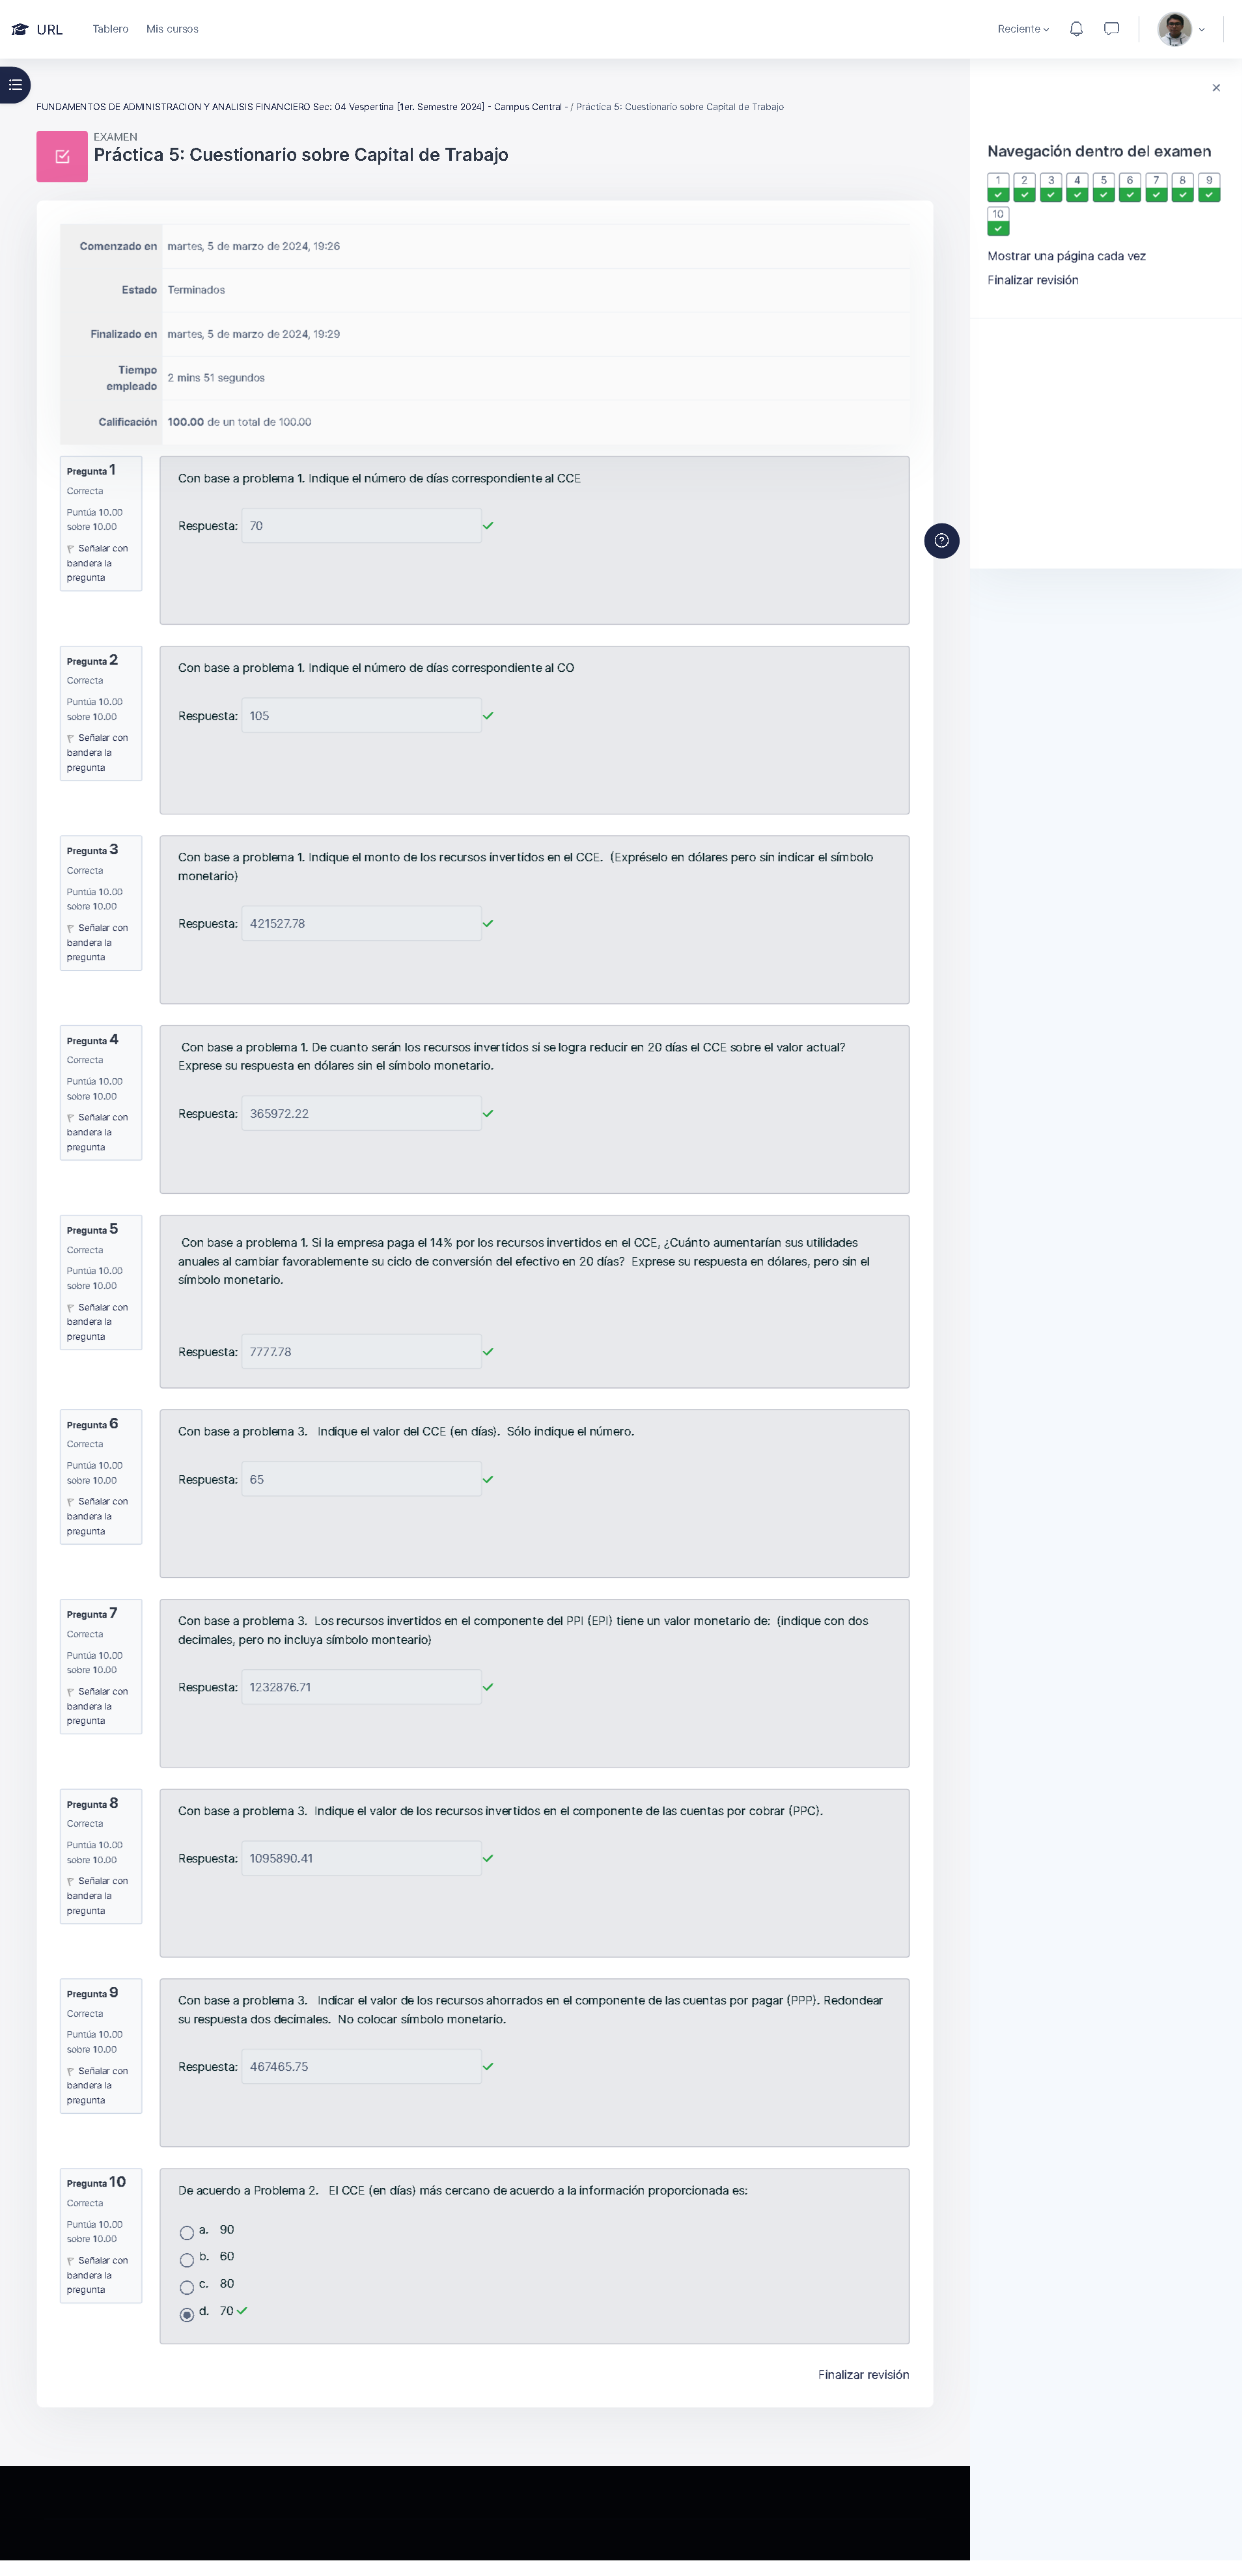 URL
Tablero
Mis cursos
Reciente
FUNDAMENTOS DE ADMINISTRACION Y ANALISIS FINANCIERO Sec: 04 Vespertina [1er. Semestre 2024] - Campus Central - / Práctica 5: Cuestionario sobre Capital de Trabajo
EXAMEN
Práctica 5: Cuestionario sobre Capital de Trabajo
Comenzado en martes, 5 de marzo de 2024, 19:26
Estado Terminados
Finalizado en martes, 5 de marzo de 2024, 19:29
Tiempo
empleado
2 mins 51 segundos
Calificación 100.00 de un total de 100.00
Pregunta 1
Correcta
Puntúa 10.00
sobre 10.00
Señalar con
bandera la
pregunta
Con base a problema 1. Indique el número de días correspondiente al CCE
Respuesta: 70
Pregunta 2
Correcta
Puntúa 10.00
sobre 10.00
Señalar con
bandera la
pregunta
Con base a problema 1. Indique el número de días correspondiente al CO
Respuesta: 105
Pregunta 3
Correcta
Puntúa 10.00
sobre 10.00
Señalar con
bandera la
pregunta
Con base a problema 1. Indique el monto de los recursos invertidos en el CCE. (Expréselo en dólares pero sin indicar el símbolo
monetario)
Respuesta: 421527.78
Pregunta 4
Correcta
Puntúa 10.00
sobre 10.00
Señalar con
bandera la
pregunta
Con base a problema 1. De cuanto serán los recursos invertidos si se logra reducir en 20 días el CCE sobre el valor actual?
Exprese su respuesta en dólares sin el símbolo monetario.
Respuesta: 365972.22
Pregunta 5
Correcta
Puntúa 10.00
sobre 10.00
Señalar con
bandera la
pregunta
Con base a problema 1. Si la empresa paga el 14% por los recursos invertidos en el CCE, ¿Cuánto aumentarían sus utilidades
anuales al cambiar favorablemente su ciclo de conversión del efectivo en 20 días? Exprese su respuesta en dólares, pero sin el
símbolo monetario.
Respuesta: 7777.78
Pregunta 6
Correcta
Puntúa 10.00
sobre 10.00
Señalar con
bandera la
pregunta
Con base a problema 3. Indique el valor del CCE (en días). Sólo indique el número.
Respuesta: 65
Pregunta 7
Correcta
Puntúa 10.00
sobre 10.00
Señalar con
bandera la
pregunta
Con base a problema 3. Los recursos invertidos en el componente del PPI (EPI) tiene un valor monetario de: (indique con dos
decimales, pero no incluya símbolo monteario)
Respuesta: 1232876.71
Pregunta 8
Correcta
Puntúa 10.00
sobre 10.00
Señalar con
bandera la
pregunta
Con base a problema 3. Indique el valor de los recursos invertidos en el componente de las cuentas por cobrar (PPC).
Respuesta: 1095890.41
Pregunta 9
Correcta
Puntúa 10.00
sobre 10.00
Señalar con
bandera la
pregunta
Con base a problema 3. Indicar el valor de los recursos ahorrados en el componente de las cuentas por pagar (PPP). Redondear
su respuesta dos decimales. No colocar símbolo monetario.
Respuesta: 467465.75
Pregunta 10
Correcta
Puntúa 10.00
sobre 10.00
Señalar con
bandera la
pregunta
De acuerdo a Problema 2. El CCE (en días) más cercano de acuerdo a la información proporcionada es:
a. 90
b. 60
c. 80
d. 70
Finalizar revisión
Navegación dentro del examen
1 2 3 4 5 6 7 8 9
10
Mostrar una página cada vez
Finalizar revisión